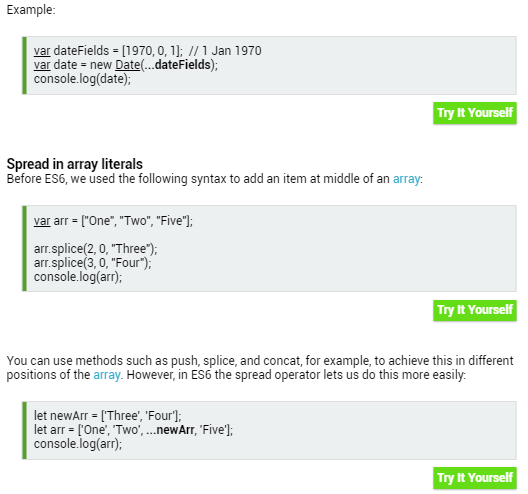 Example:
var dateFields = [1970, 0, 1];  // 1 Jan 1970
var date = new Date(...dateFields);
console.log(date);
Try It Yourself
Spread in array literals
Before ES6, we used the following syntax to add an item at middle of an array:
var arr = ["One", "Two", "Five"];
arr.splice(2, 0, "Three");
arr.splice(3, 0, "Four");
console.log(arr);
Try It Yourself
You can use methods such as push, splice, and concat, for example, to achieve this in different
positions of the array. However, in ES6 the spread operator lets us do this more easily:
let newArr = ['Three', 'Four'];
let arr = ['One', 'Two', ...newArr, 'Five'];
console.log(arr);
Try It Yourself